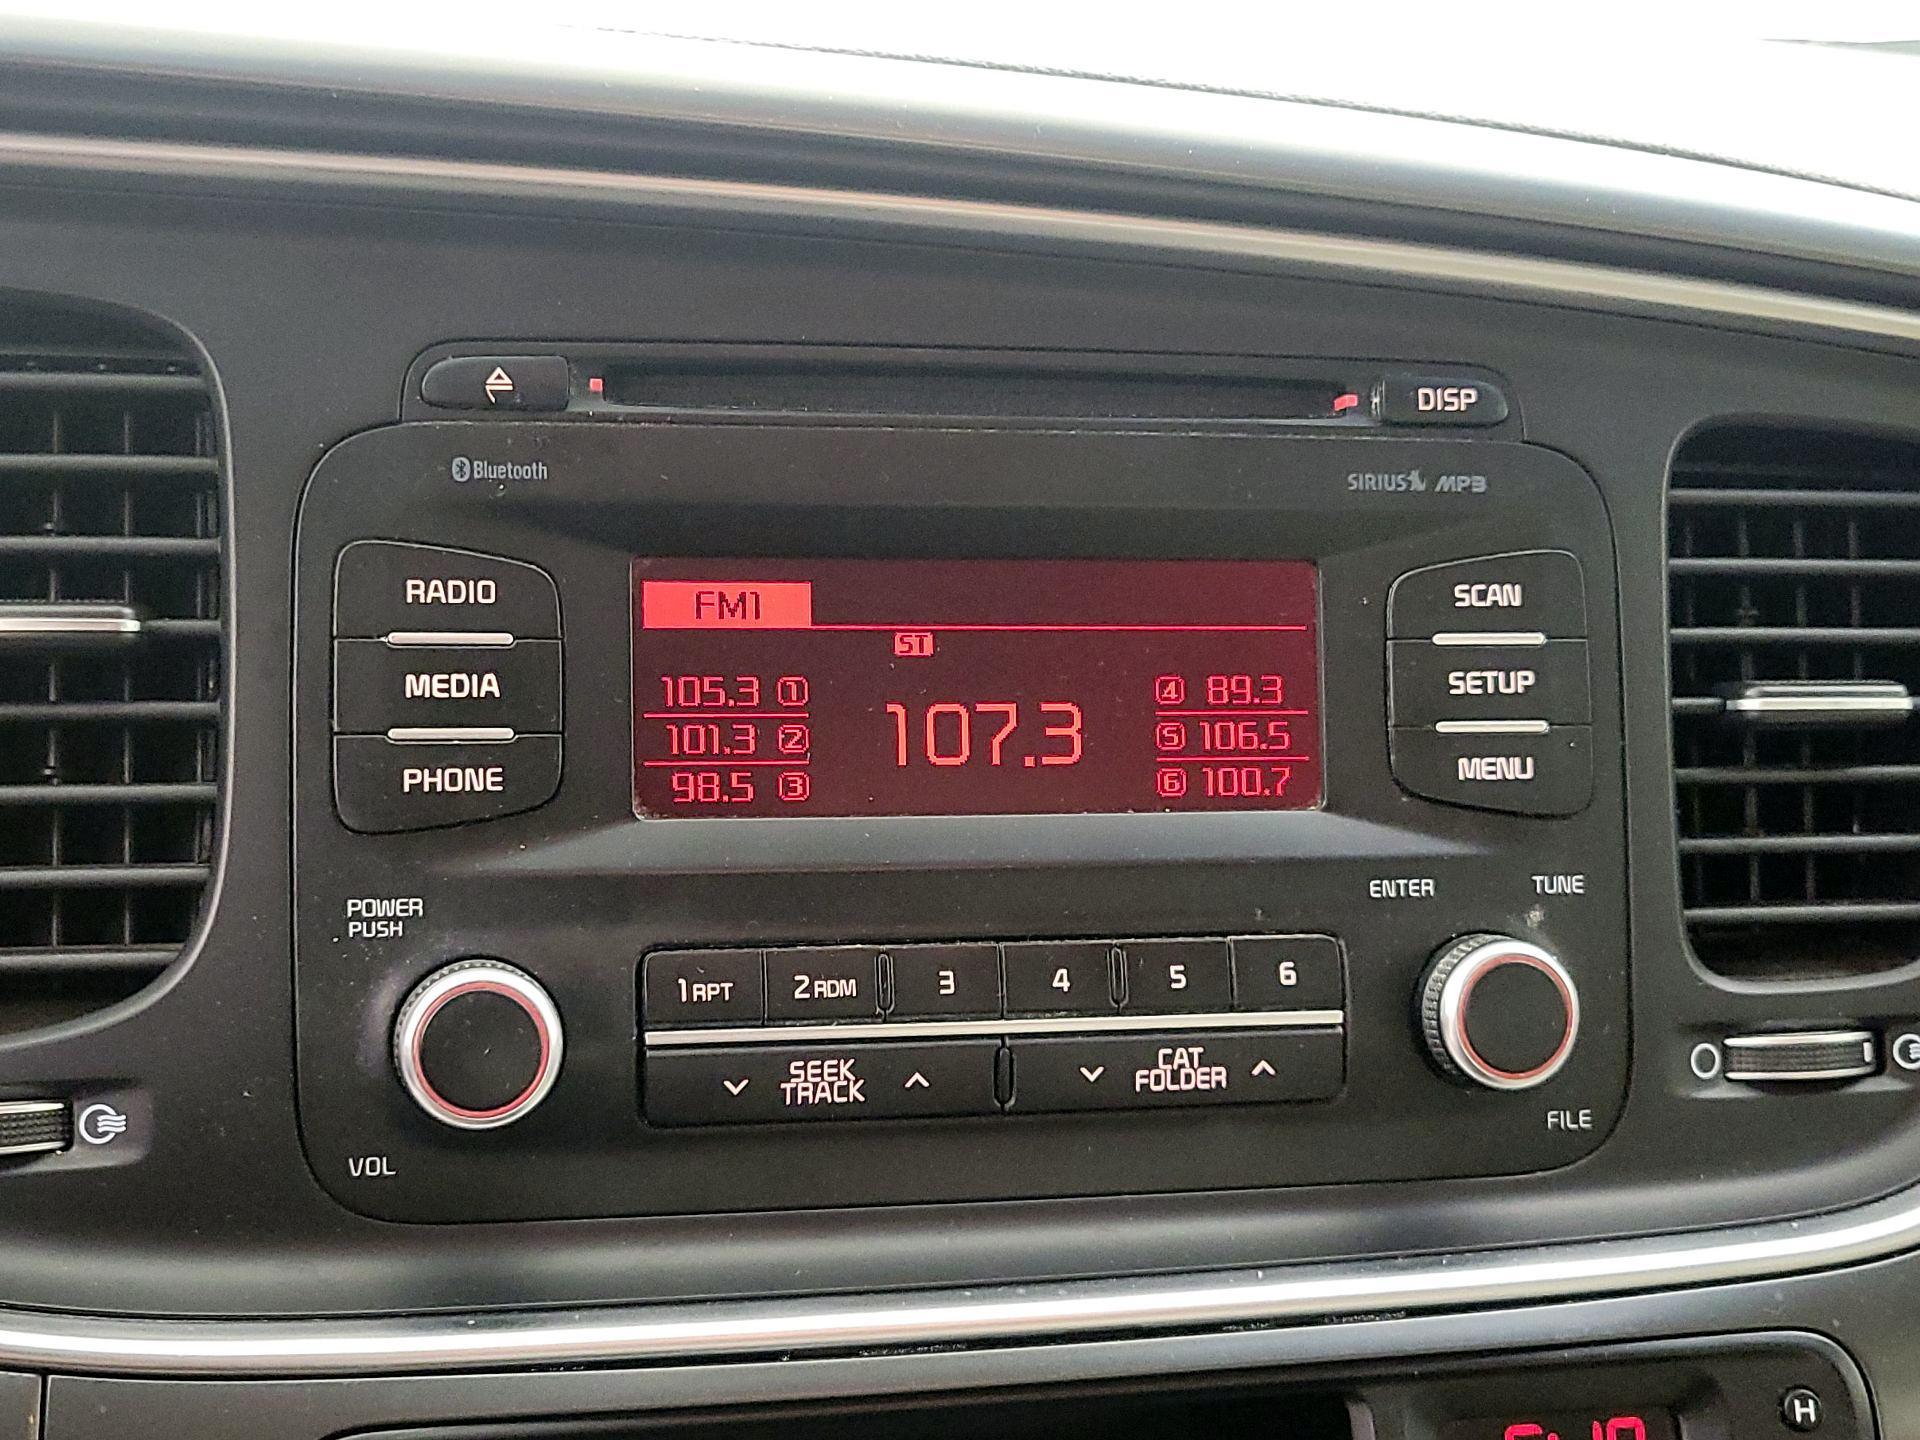 DISP
Bluetooth
SIRIUS MP3
RADIO
MEDIA
PHONE
FM1
ST
105.3 1
101.3 2
98.5 3
107.3
4 89.3
5 106.5
6 100.7
SCAN
SETUP
MENU
POWER
PUSH
VOL
1 RPT
2 RDM
3
4
5
6
SEEK
TRACK
CAT
FOLDER
ENTER
TUNE
FILE
H